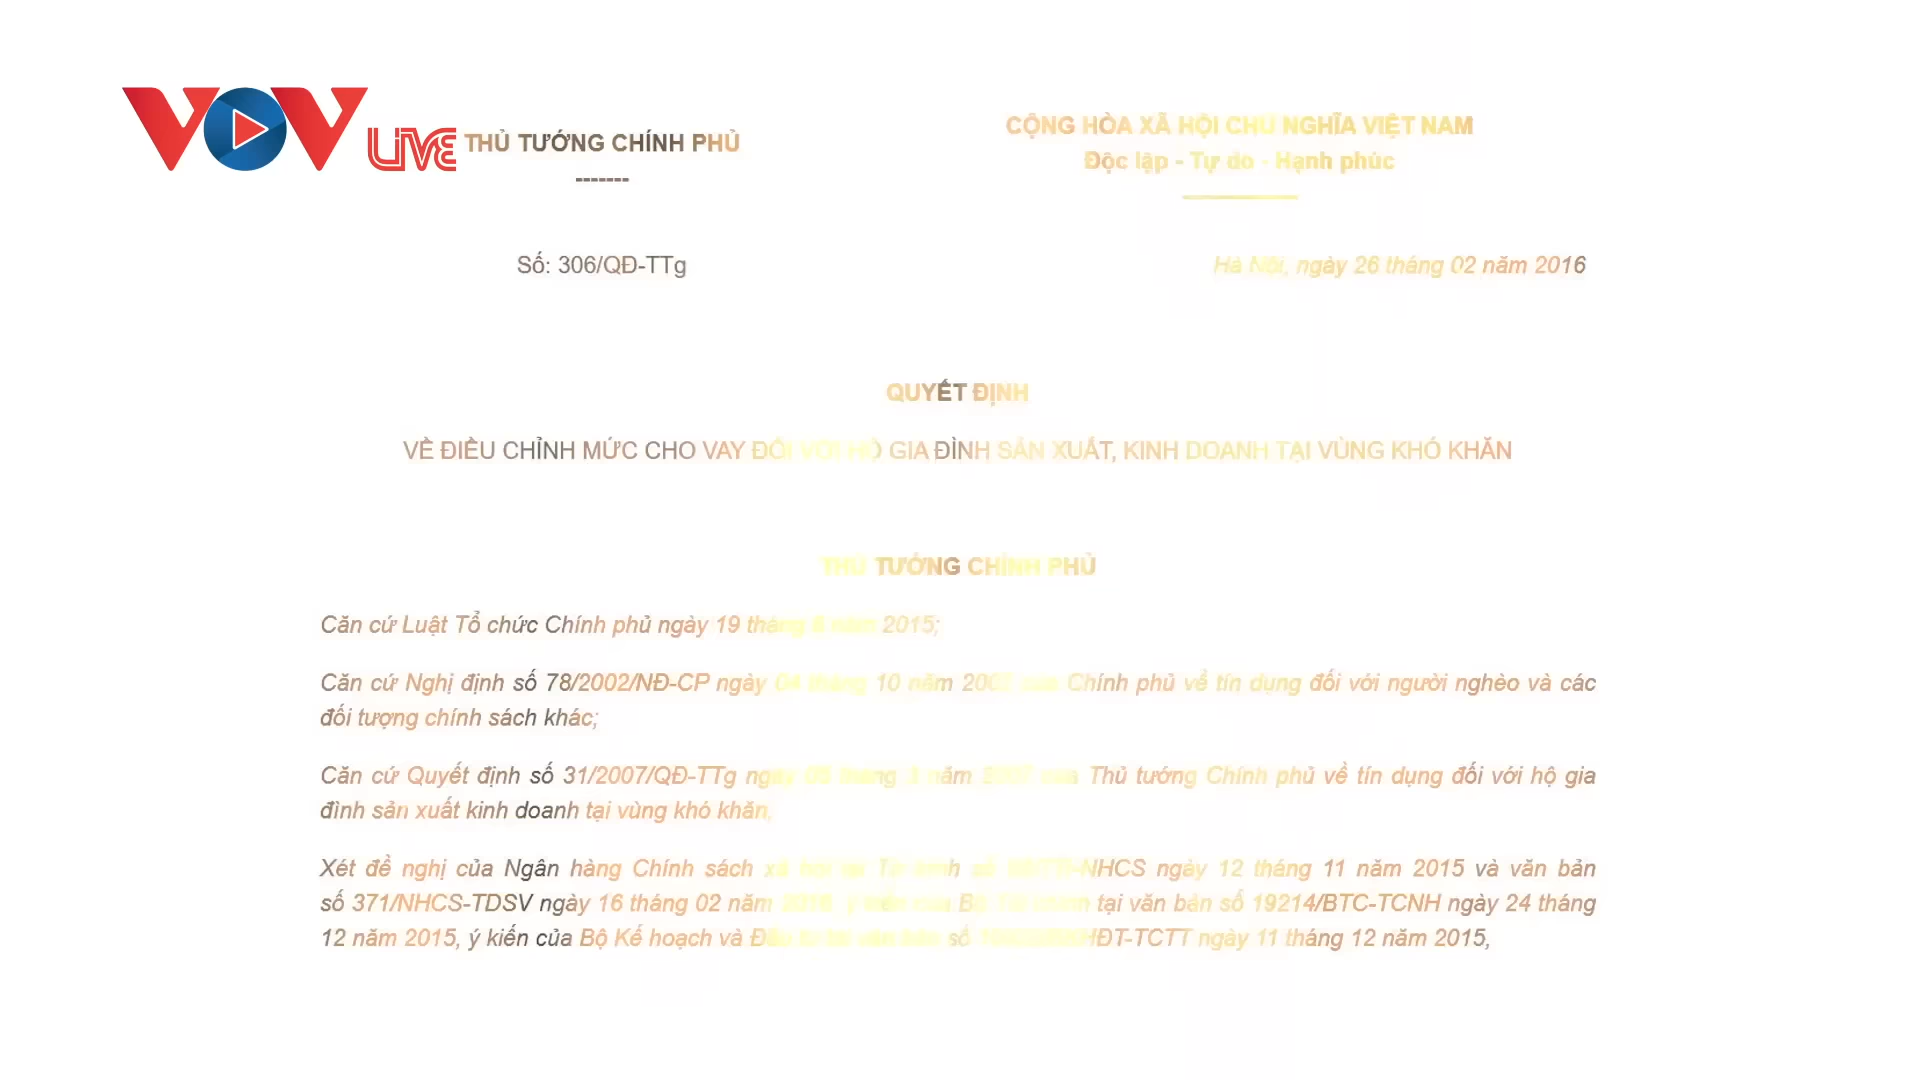 VOV LIVE
THỦ TƯỚNG CHÍNH PHỦ
-------
CỘNG HÒA XÃ HỘI CHỦ NGHĨA VIỆT NAM
Độc lập - Tự do - Hạnh phúc
Số: 306/QĐ-TTg
Hà Nội, ngày 26 tháng 02 năm 2016
QUYẾT ĐỊNH
VỀ ĐIỀU CHỈNH MỨC CHO VAY ĐỐI VỚI HỘ GIA ĐÌNH SẢN XUẤT, KINH DOANH TẠI VÙNG KHÓ KHĂN
THỦ TƯỚNG CHÍNH PHỦ
Căn cứ Luật Tổ chức Chính phủ ngày 19 tháng 6 năm 2015;
Căn cứ Nghị định số 78/2002/NĐ-CP ngày 04 tháng 10 năm 2002 của Chính phủ về tín dụng đối với người nghèo và các
đối tượng chính sách khác;
Căn cứ Quyết định số 31/2007/QĐ-TTg ngày 05 tháng 3 năm 2007 của Thủ tướng Chính phủ về tín dụng đối với hộ gia
đình sản xuất kinh doanh tại vùng khó khăn,
Xét đề nghị của Ngân hàng Chính sách xã hội tại Tờ trình số ngày 12 tháng 11 năm 2015 và văn bản
số 371/NHCS-TDSV ngày 16 tháng 02 năm 2016, ý kiến của Bộ Tài chính tại văn bản số 19214/BTC-TCNH ngày 24 tháng
12 năm 2015, ý kiến của Bộ Kế hoạch và Đầu tư tại văn bản số ngày 11 tháng 12 năm 2015,